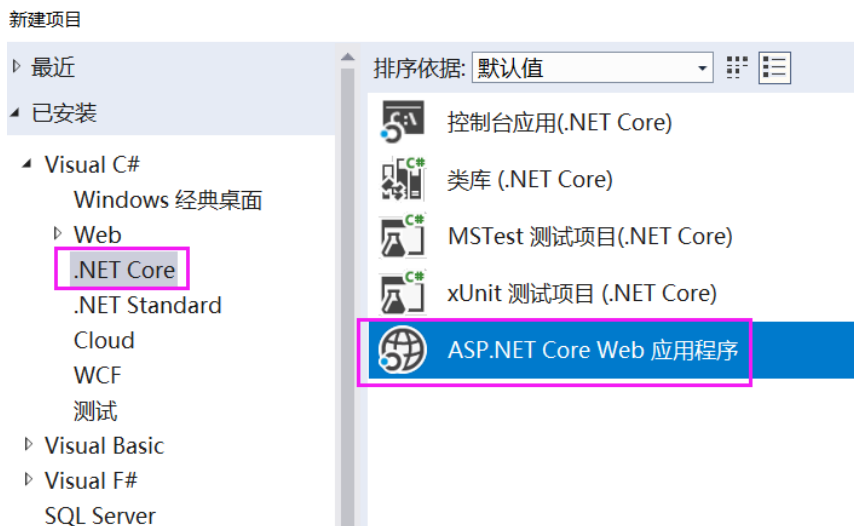 新建项目
最近
已安装
Visual C#
Windows 经典桌面
Web
.NET Core
.NET Standard
Cloud
WCF
测试
Visual Basic
Visual F#
SQL Server
排序依据: 默认值
控制台应用(.NET Core)
类库 (.NET Core)
MSTest 测试项目(.NET Core)
xUnit 测试项目 (.NET Core)
ASP.NET Core Web 应用程序